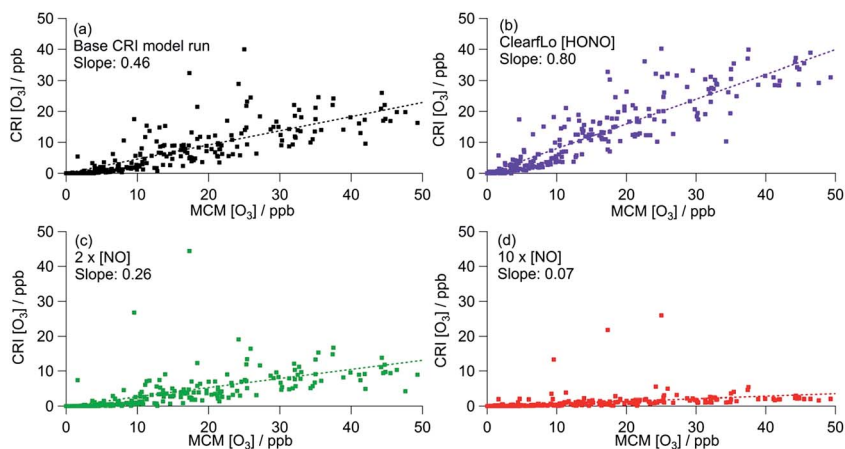 (a)
Base CRI model run
Slope: 0.46
CRI [O₃] / ppb
50
40
30
20
10
0
0 10 20 30 40 50
MCM [O₃] / ppb
(b)
ClearfLo [HONO]
Slope: 0.80
CRI [O₃] / ppb
50
40
30
20
10
0
0 10 20 30 40 50
MCM [O₃] / ppb
(c)
2 x [NO]
Slope: 0.26
CRI [O₃] / ppb
50
40
30
20
10
0
0 10 20 30 40 50
MCM [O₃] / ppb
(d)
10 x [NO]
Slope: 0.07
CRI [O₃] / ppb
50
40
30
20
10
0
0 10 20 30 40 50
MCM [O₃] / ppb